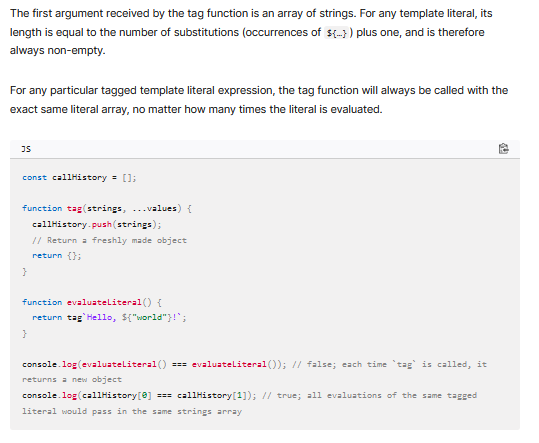 The first argument received by the tag function is an array of strings. For any template literal, its
length is equal to the number of substitutions (occurrences of ${…}) plus one, and is therefore
always non-empty.
For any particular tagged template literal expression, the tag function will always be called with the
exact same literal array, no matter how many times the literal is evaluated.
JS
const callHistory = [];
function tag(strings, ...values) {
callHistory.push(strings);
// Return a freshly made object
return {};
}
function evaluateLiteral() {
return tag`Hello, ${"world"}!`;
}
console.log(evaluateLiteral() === evaluateLiteral()); // false; each time `tag` is called, it
returns a new object
console.log(callHistory[0] === callHistory[1]); // true; all evaluations of the same tagged
literal would pass in the same strings array